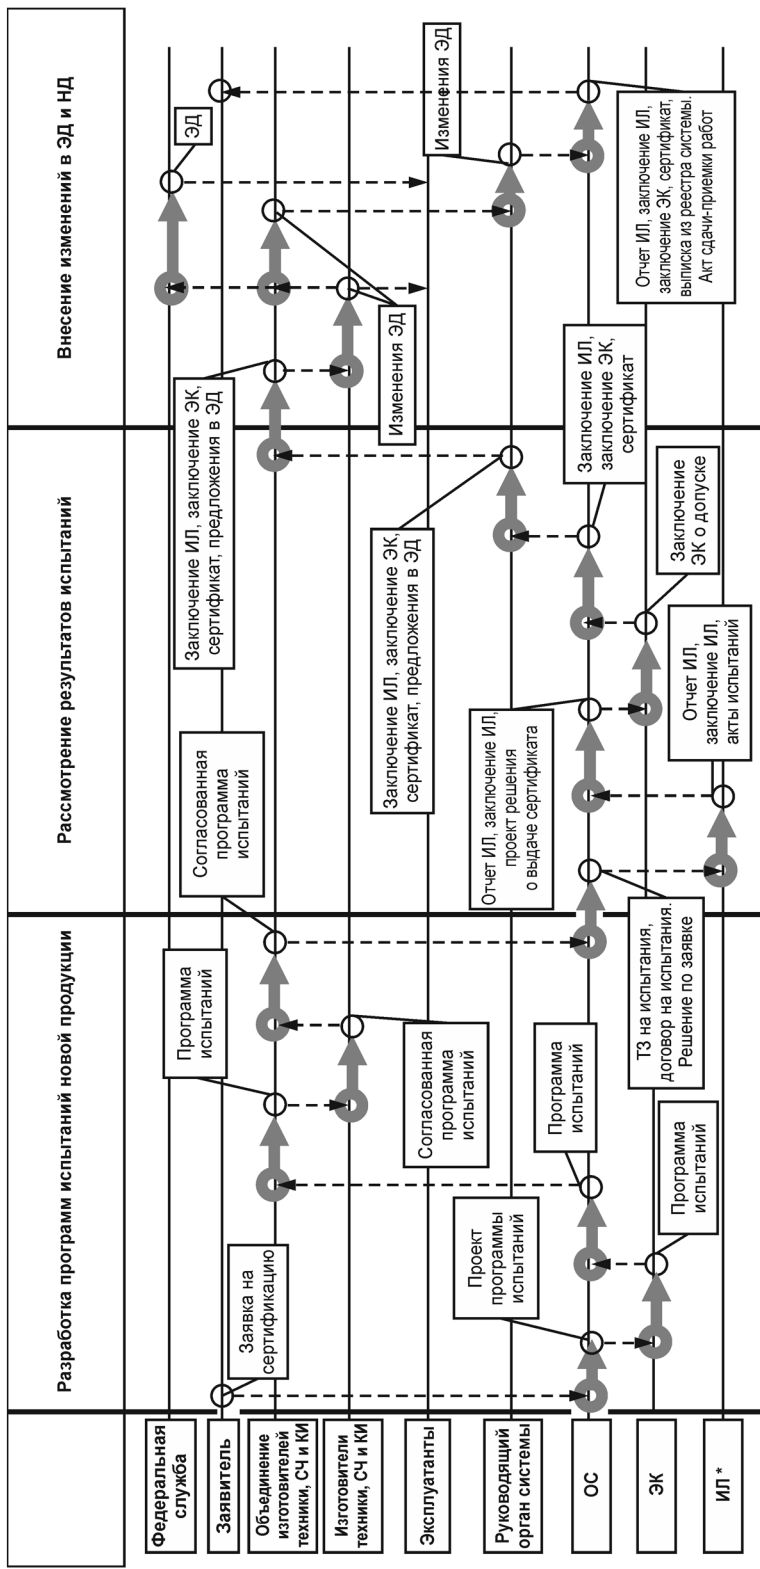 Разработка программ испытаний новой продукции
Рассмотрение результатов испытаний
Внесение изменений в ЭД и НД
Федеральная
служба
Заявитель
Объединение
изготовителей
техники, СЧ и КИ
Изготовители
техники, СЧ и КИ
Эксплуатанты
Руководящий
орган системы
ОС
ЭК
ИЛ *
Заявка на
сертификацию
Проект
программы
испытаний
Программа
испытаний
Программа
испытаний
Программа
испытаний
Согласованная
программа
испытаний
Согласованная
программа
испытаний
ТЗ на испытания,
договор на испытания.
Решение по заявке
Отчет ИЛ,
заключение ИЛ,
акты испытаний
Отчет ИЛ, заключение ИЛ,
проект решения
о выдаче сертификата
Заключение
ЭК о допуске
Заключение ИЛ,
заключение ЭК,
сертификат
Заключение ИЛ, заключение ЭК,
сертификат, предложения в ЭД
Заключение ИЛ, заключение ЭК,
сертификат, предложения в ЭД
Изменения ЭД
ЭД
Изменения ЭД
Отчет ИЛ, заключение ИЛ,
заключение ЭК, сертификат,
выписка из реестра системы.
Акт сдачи-приемки работ